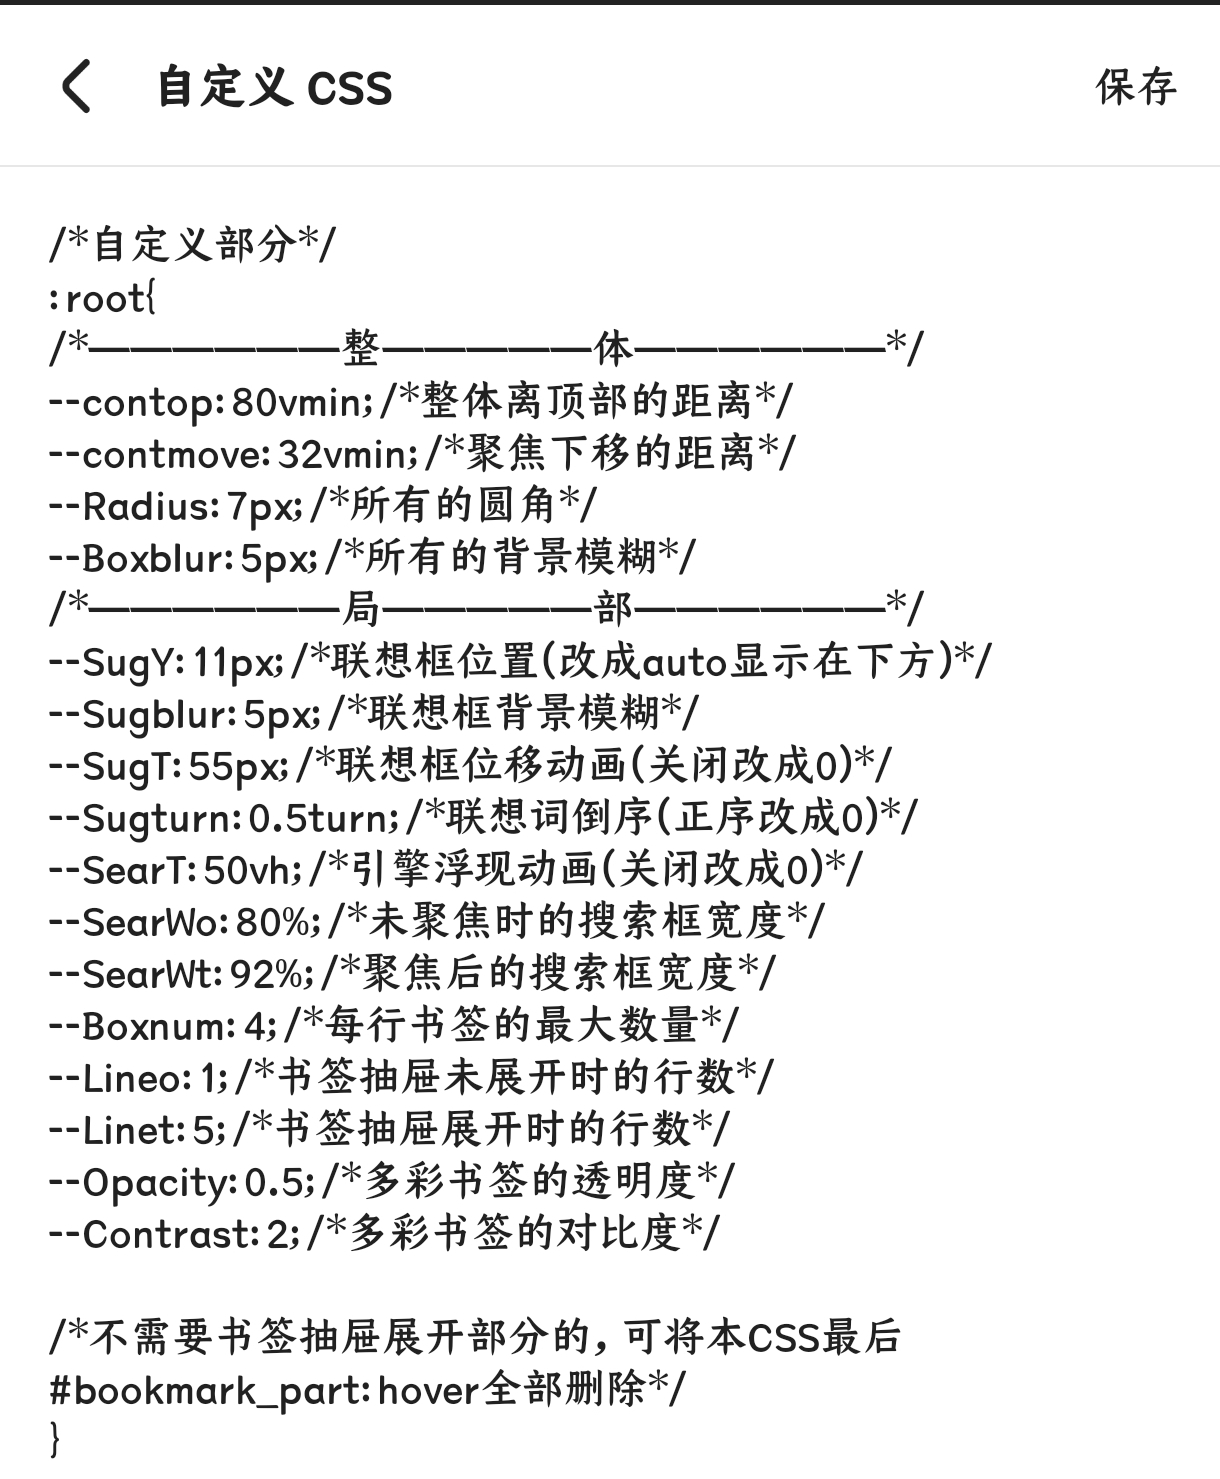 自定义 CSS
保存
/*自定义部分*/
:root{
/*——————整—————体——————*/
--contop:80vmin;/*整体离顶部的距离*/
--contmove:32vmin;/*聚焦下移的距离*/
--Radius:7px;/*所有的圆角*/
--Boxblur:5px;/*所有的背景模糊*/
/*——————局—————部——————*/
--SugY:11px;/*联想框位置(改成auto显示在下方)*/
--Sugblur:5px;/*联想框背景模糊*/
--SugT:55px;/*联想框位移动画(关闭改成0)*/
--Sugturn:0.5turn;/*联想词倒序(正序改成0)*/
--SearT:50vh;/*引擎浮现动画(关闭改成0)*/
--SearWo:80%;/*未聚焦时的搜索框宽度*/
--SearWt:92%;/*聚焦后的搜索框宽度*/
--Boxnum:4;/*每行书签的最大数量*/
--Lineo:1;/*书签抽屉未展开时的行数*/
--Linet:5;/*书签抽屉展开时的行数*/
--Opacity:0.5;/*多彩书签的透明度*/
--Contrast:2;/*多彩书签的对比度*/
/*不需要书签抽屉展开部分的，可将本CSS最后
#bookmark_part:hover全部删除*/
}